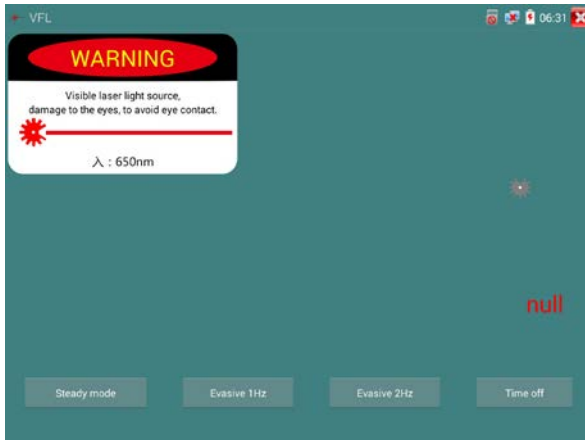 VFL
06:31
WARNING
Visible laser light source,
damage to the eyes, to avoid eye contact.
入 : 650nm
null
Steady mode
Evasive 1Hz
Evasive 2Hz
Time off